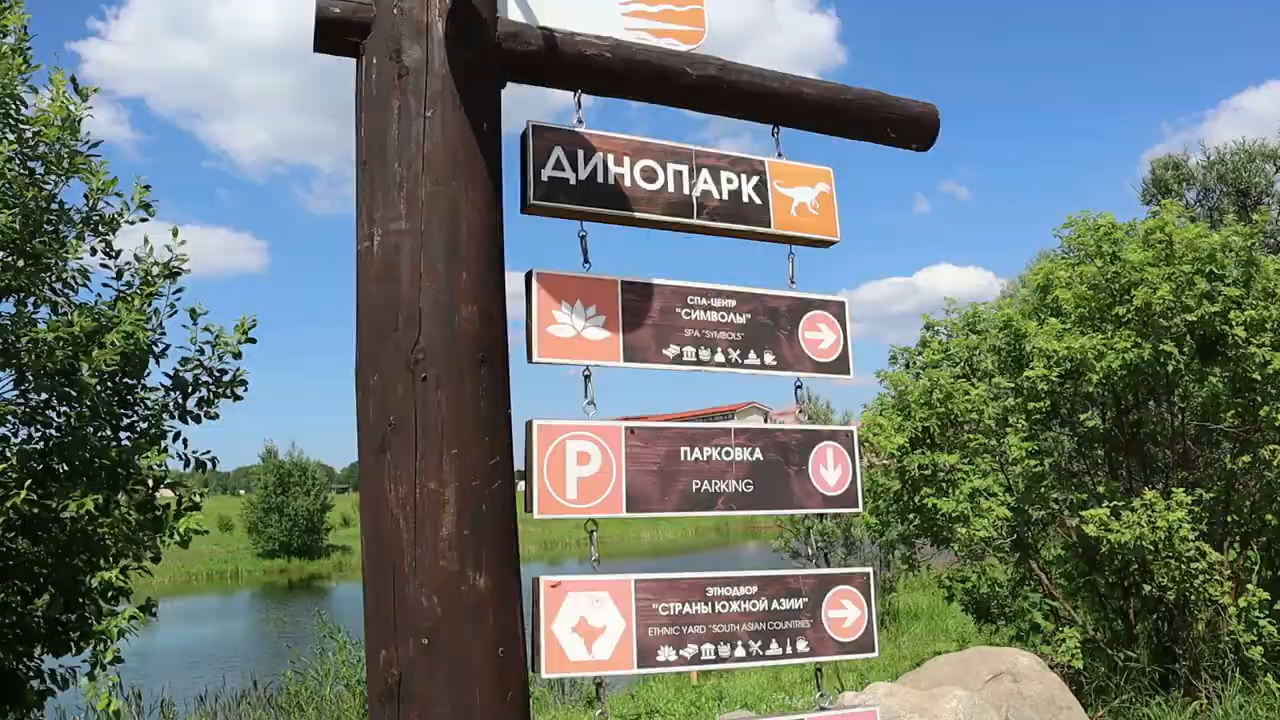 ДИНОПАРК
СПА-ЦЕНТР
"СИМВОЛЫ"
SPA "SYMBOLS"
P
ПАРКОВКА
PARKING
ЭТНОДВОР
"СТРАНЫ ЮЖНОЙ АЗИИ"
ETHNIC YARD "SOUTH ASIAN COUNTRIES"